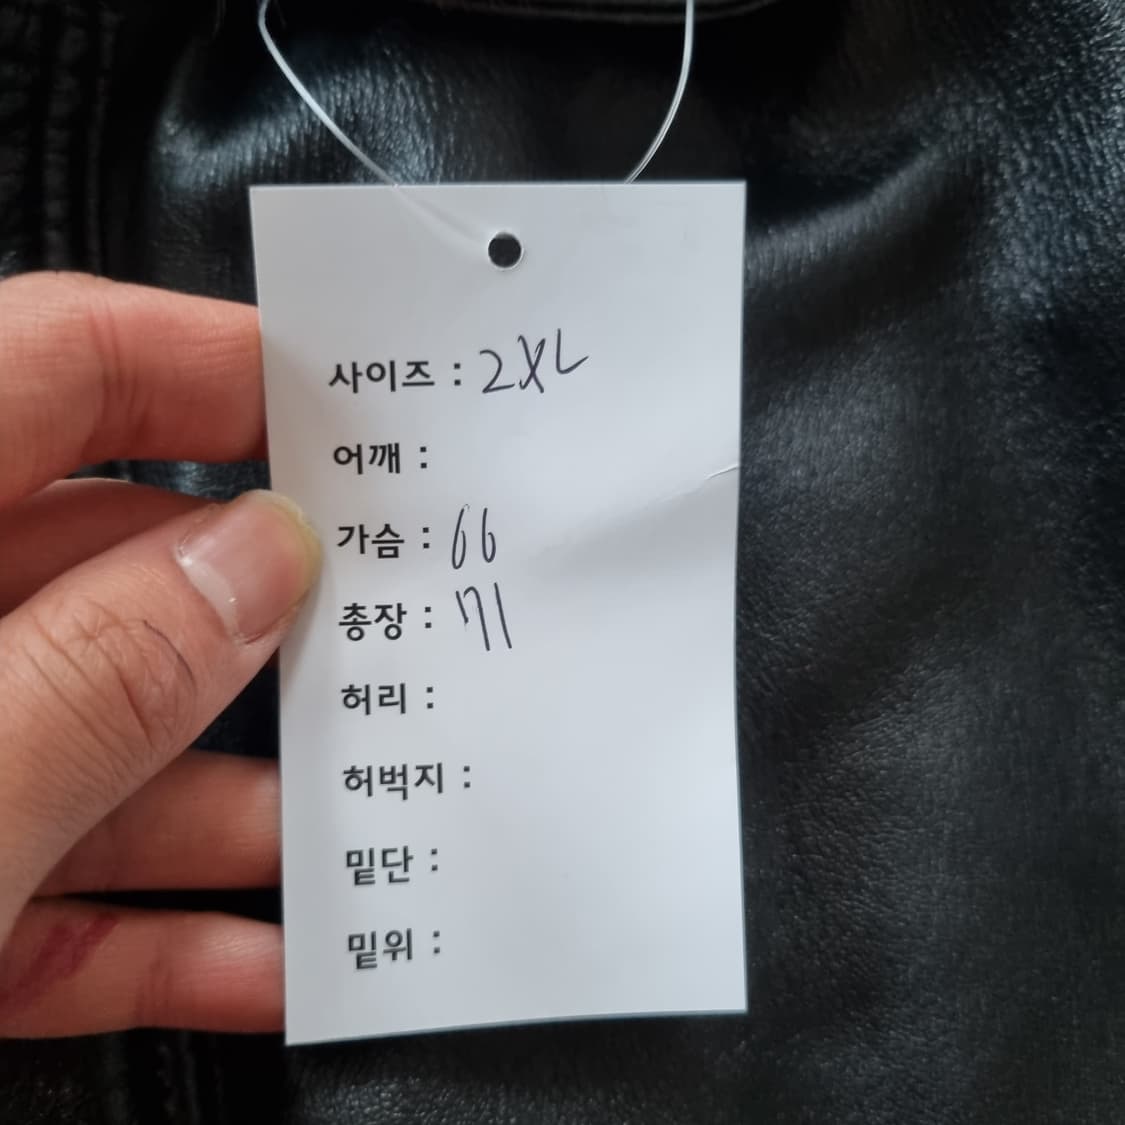 사이즈 : 2XL
어깨 :
가슴 : 66
총장 : 71
허리 :
허벅지 :
밑단 :
밑위 :